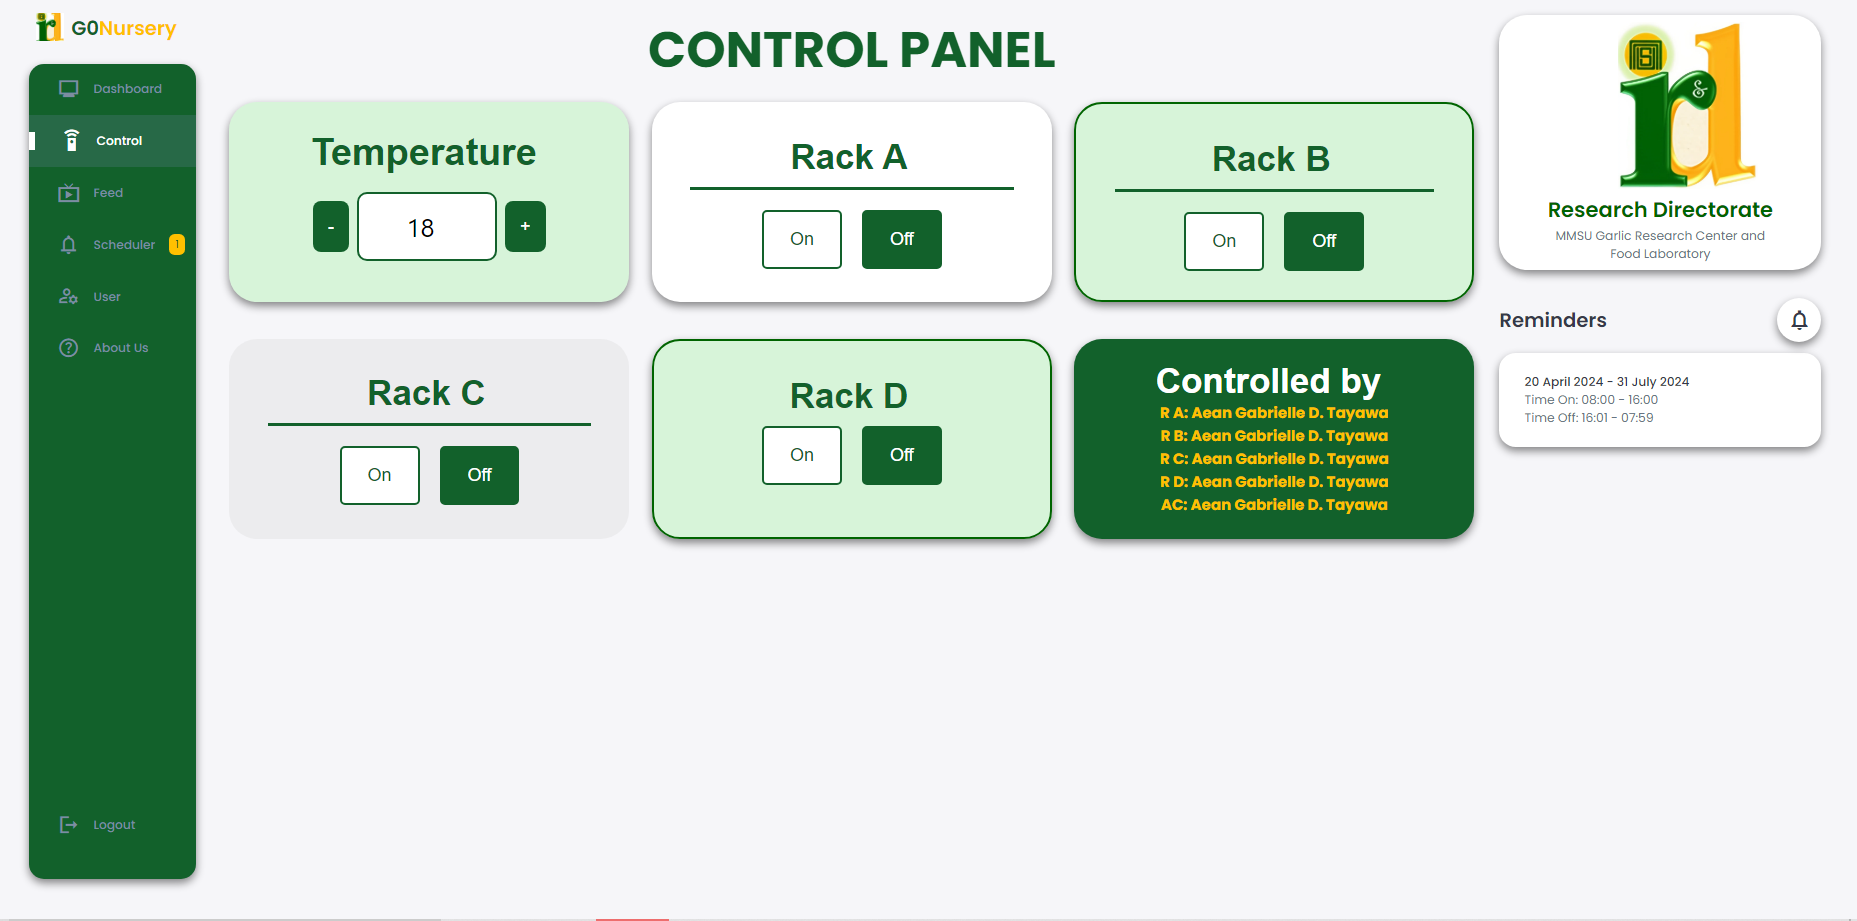 G0Nursery
Dashboard
Control
Feed
Scheduler 1
User
About Us
Logout
CONTROL PANEL
Temperature
- 18 +
Rack A
On Off
Rack B
On Off
Rack C
On Off
Rack D
On Off
Controlled by
R A: Aean Gabrielle D. Tayawa
R B: Aean Gabrielle D. Tayawa
R C: Aean Gabrielle D. Tayawa
R D: Aean Gabrielle D. Tayawa
AC: Aean Gabrielle D. Tayawa
r&d
Research Directorate
MMSU Garlic Research Center and
Food Laboratory
Reminders
20 April 2024 - 31 July 2024
Time On: 08:00 - 16:00
Time Off: 16:01 - 07:59